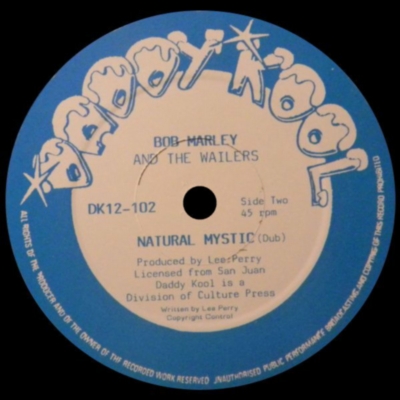 DADDY KOOL
BOB MARLEY
AND THE WAILERS
DK12-102
Side Two
45 rpm
NATURAL MYSTIC (Dub)
Produced by Lee Perry
Licensed from San Juan
Daddy Kool is a
Division of Culture Press
Written by Lee Perry
Copyright Control
ALL RIGHTS OF THE PRODUCER AND OF THE OWNER OF THE RECORDED WORK RESERVED UNAUTHORISED PUBLIC PERFORMANCE BROADCASTING AND COPYING OF THIS RECORD PROHIBITED